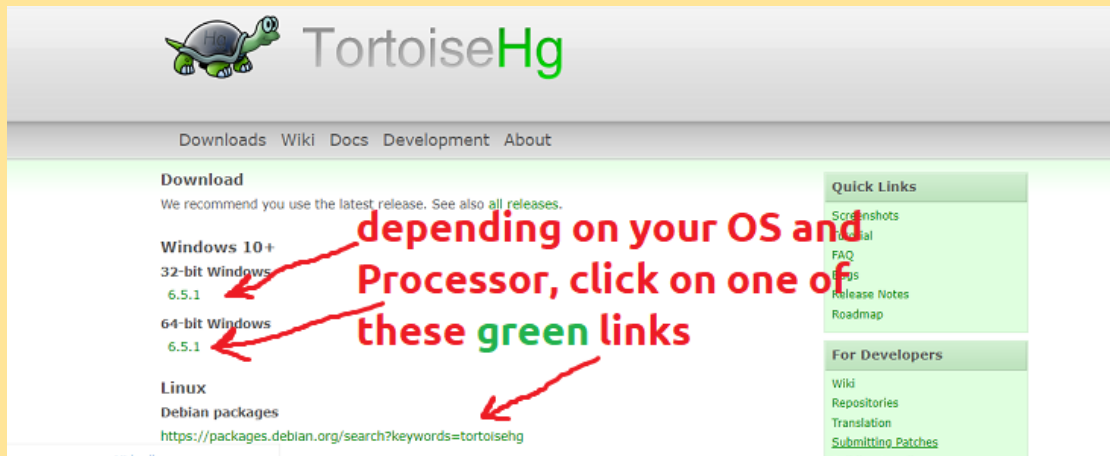 Hg
TortoiseHg
Downloads Wiki Docs Development About
Download
We recommend you use the latest release. See also all releases.
Windows 10+
32-bit Windows
6.5.1
64-bit Windows
6.5.1
Linux
Debian packages
https://packages.debian.org/search?keywords=tortoisehg
depending on your OS and
Processor, click on one of
these green links
Quick Links
Screenshots
Tutorial
FAQ
Release Notes
Roadmap
For Developers
Wiki
Repositories
Translation
Submitting Patches